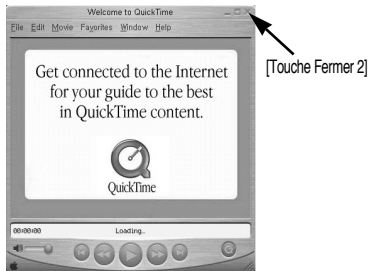 Welcome to QuickTime
File Edit Movie Favorites Window Help
[Touche Fermer 2]
Get connected to the Internet
for your guide to the best
in QuickTime content.
QuickTime
00:00:00 Loading..